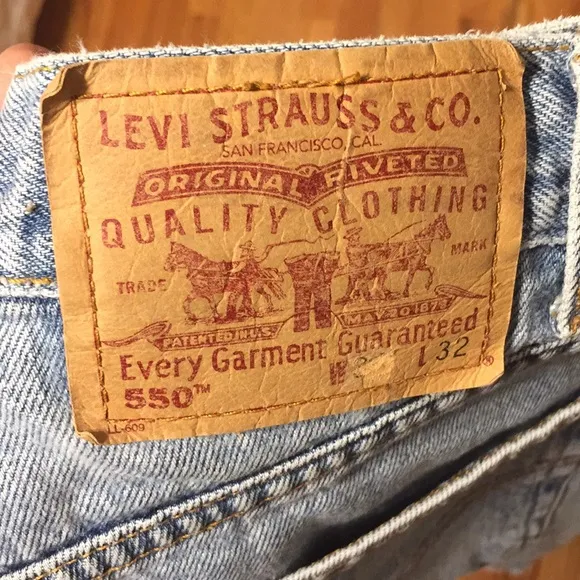 LEVI STRAUSS & CO.
SAN FRANCISCO, CAL.
ORIGINAL RIVETED
QUALITY CLOTHING
TRADE MARK
PATENTED IN U.S. MAY 20 1873
Every Garment Guaranteed
550™ W L 32 ®
LL-609